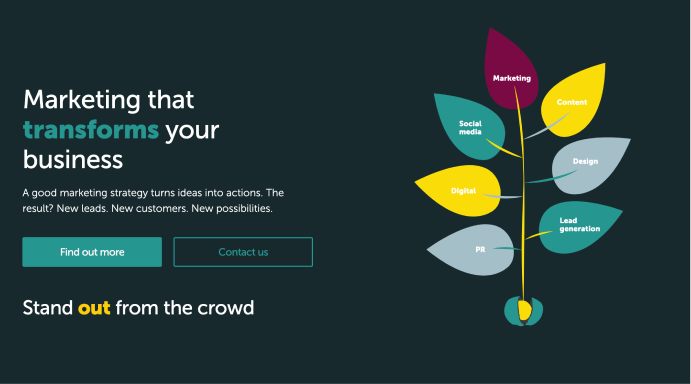 Marketing that
transforms your
business
A good marketing strategy turns ideas into actions. The
result? New leads. New customers. New possibilities.
Find out more
Contact us
Stand out from the crowd
Marketing
Content
Social
media
Design
Digital
Lead
generation
PR